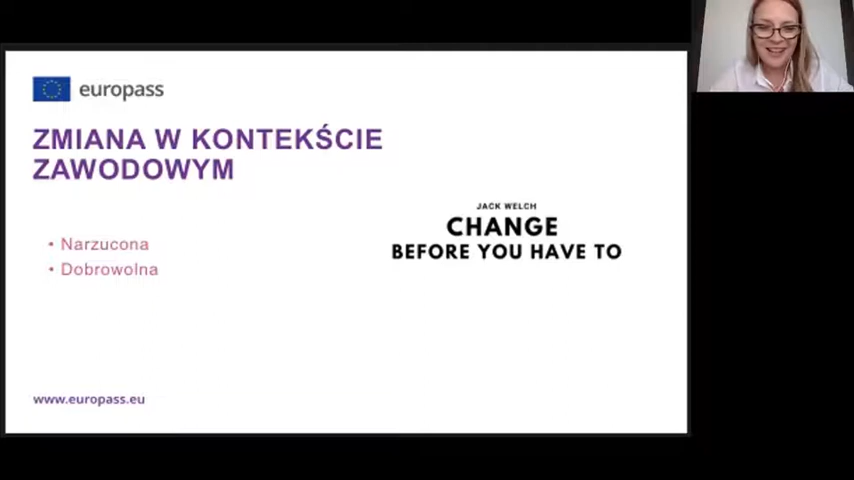 europass
ZMIANA W KONTEKŚCIE
ZAWODOWYM
• Narzucona
• Dobrowolna
JACK WELCH
CHANGE
BEFORE YOU HAVE TO
www.europass.eu